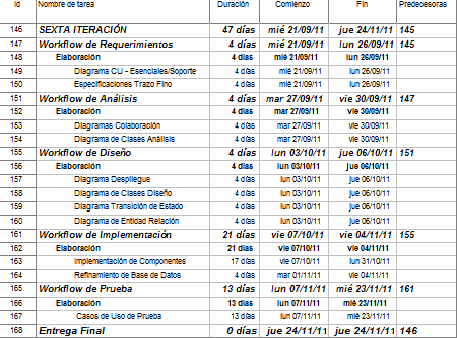 Id Nombre de tarea Duración Comienzo Fin Predecesoras
146 SEXTA ITERACIÓN 47 días mié 21/09/11 jue 24/11/11 145
147 Workflow de Requerimientos 4 días mié 21/09/11 lun 26/09/11 145
148 Elaboración 4 días mié 21/09/11 lun 26/09/11
149 Diagrama CU - Esenciales/Soporte 4 días mié 21/09/11 lun 26/09/11
150 Especificaciones Trazo Fino 4 días mié 21/09/11 lun 26/09/11
151 Workflow de Análisis 4 días mar 27/09/11 vie 30/09/11 147
152 Elaboración 4 días mar 27/09/11 vie 30/09/11
153 Diagramas Colaboración 4 días mar 27/09/11 vie 30/09/11
154 Diagrama de Clases Análisis 4 días mar 27/09/11 vie 30/09/11
155 Workflow de Diseño 4 días lun 03/10/11 jue 06/10/11 151
156 Elaboración 4 días lun 03/10/11 jue 06/10/11
157 Diagrama Despliegue 4 días lun 03/10/11 jue 06/10/11
158 Diagrama de Clases Diseño 4 días lun 03/10/11 jue 06/10/11
159 Diagrama Transición de Estado 4 días lun 03/10/11 jue 06/10/11
160 Diagrama de Entidad Relación 4 días lun 03/10/11 jue 06/10/11
161 Workflow de Implementación 21 días vie 07/10/11 vie 04/11/11 155
162 Elaboración 21 días vie 07/10/11 vie 04/11/11
163 Implementación de Componentes 17 días vie 07/10/11 lun 31/10/11
164 Refinamiento de Base de Datos 4 días mar 01/11/11 vie 04/11/11
165 Workflow de Prueba 13 días lun 07/11/11 mié 23/11/11 161
166 Elaboración 13 días lun 07/11/11 mié 23/11/11
167 Casos de Uso de Prueba 13 días lun 07/11/11 mié 23/11/11
168 Entrega Final 0 días jue 24/11/11 jue 24/11/11 146